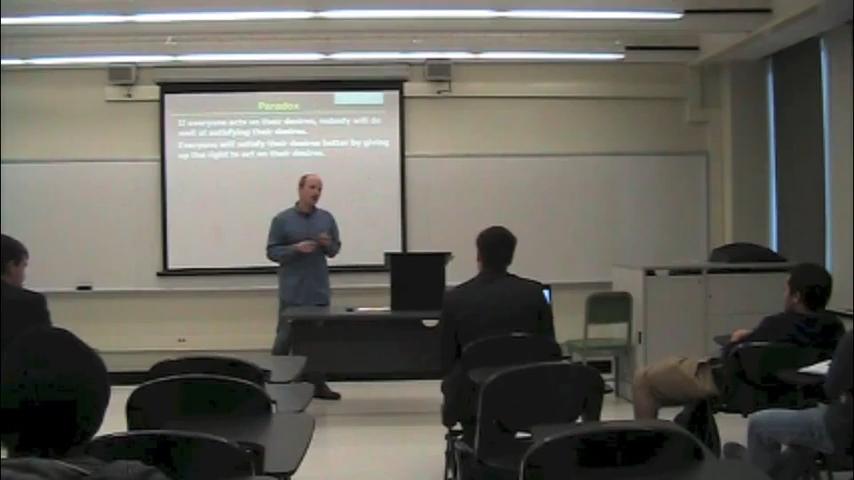 Paradox
If everyone acts on their desires, nobody will do
well at satisfying their desires.
Everyone will satisfy their desires better by giving
up the right to act on their desires.